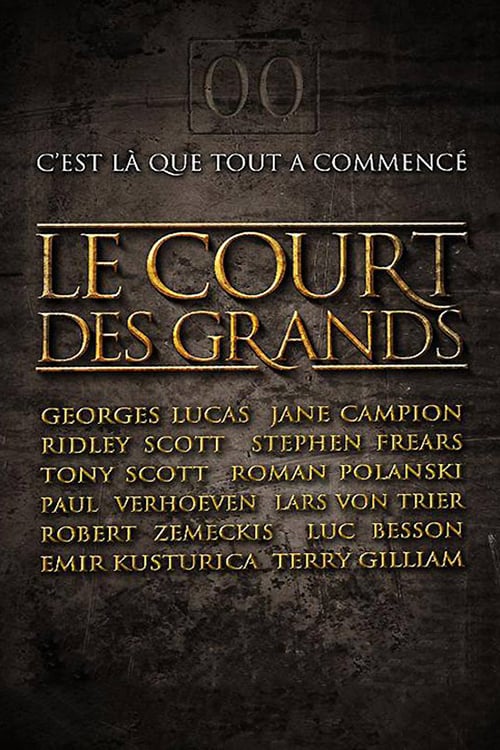 00
C'EST LÀ QUE TOUT A COMMENCÉ
LE COURT
DES GRANDS
GEORGES LUCAS JANE CAMPION
RIDLEY SCOTT STEPHEN FREARS
TONY SCOTT ROMAN POLANSKI
PAUL VERHOEVEN LARS VON TRIER
ROBERT ZEMECKIS LUC BESSON
EMIR KUSTURICA TERRY GILLIAM